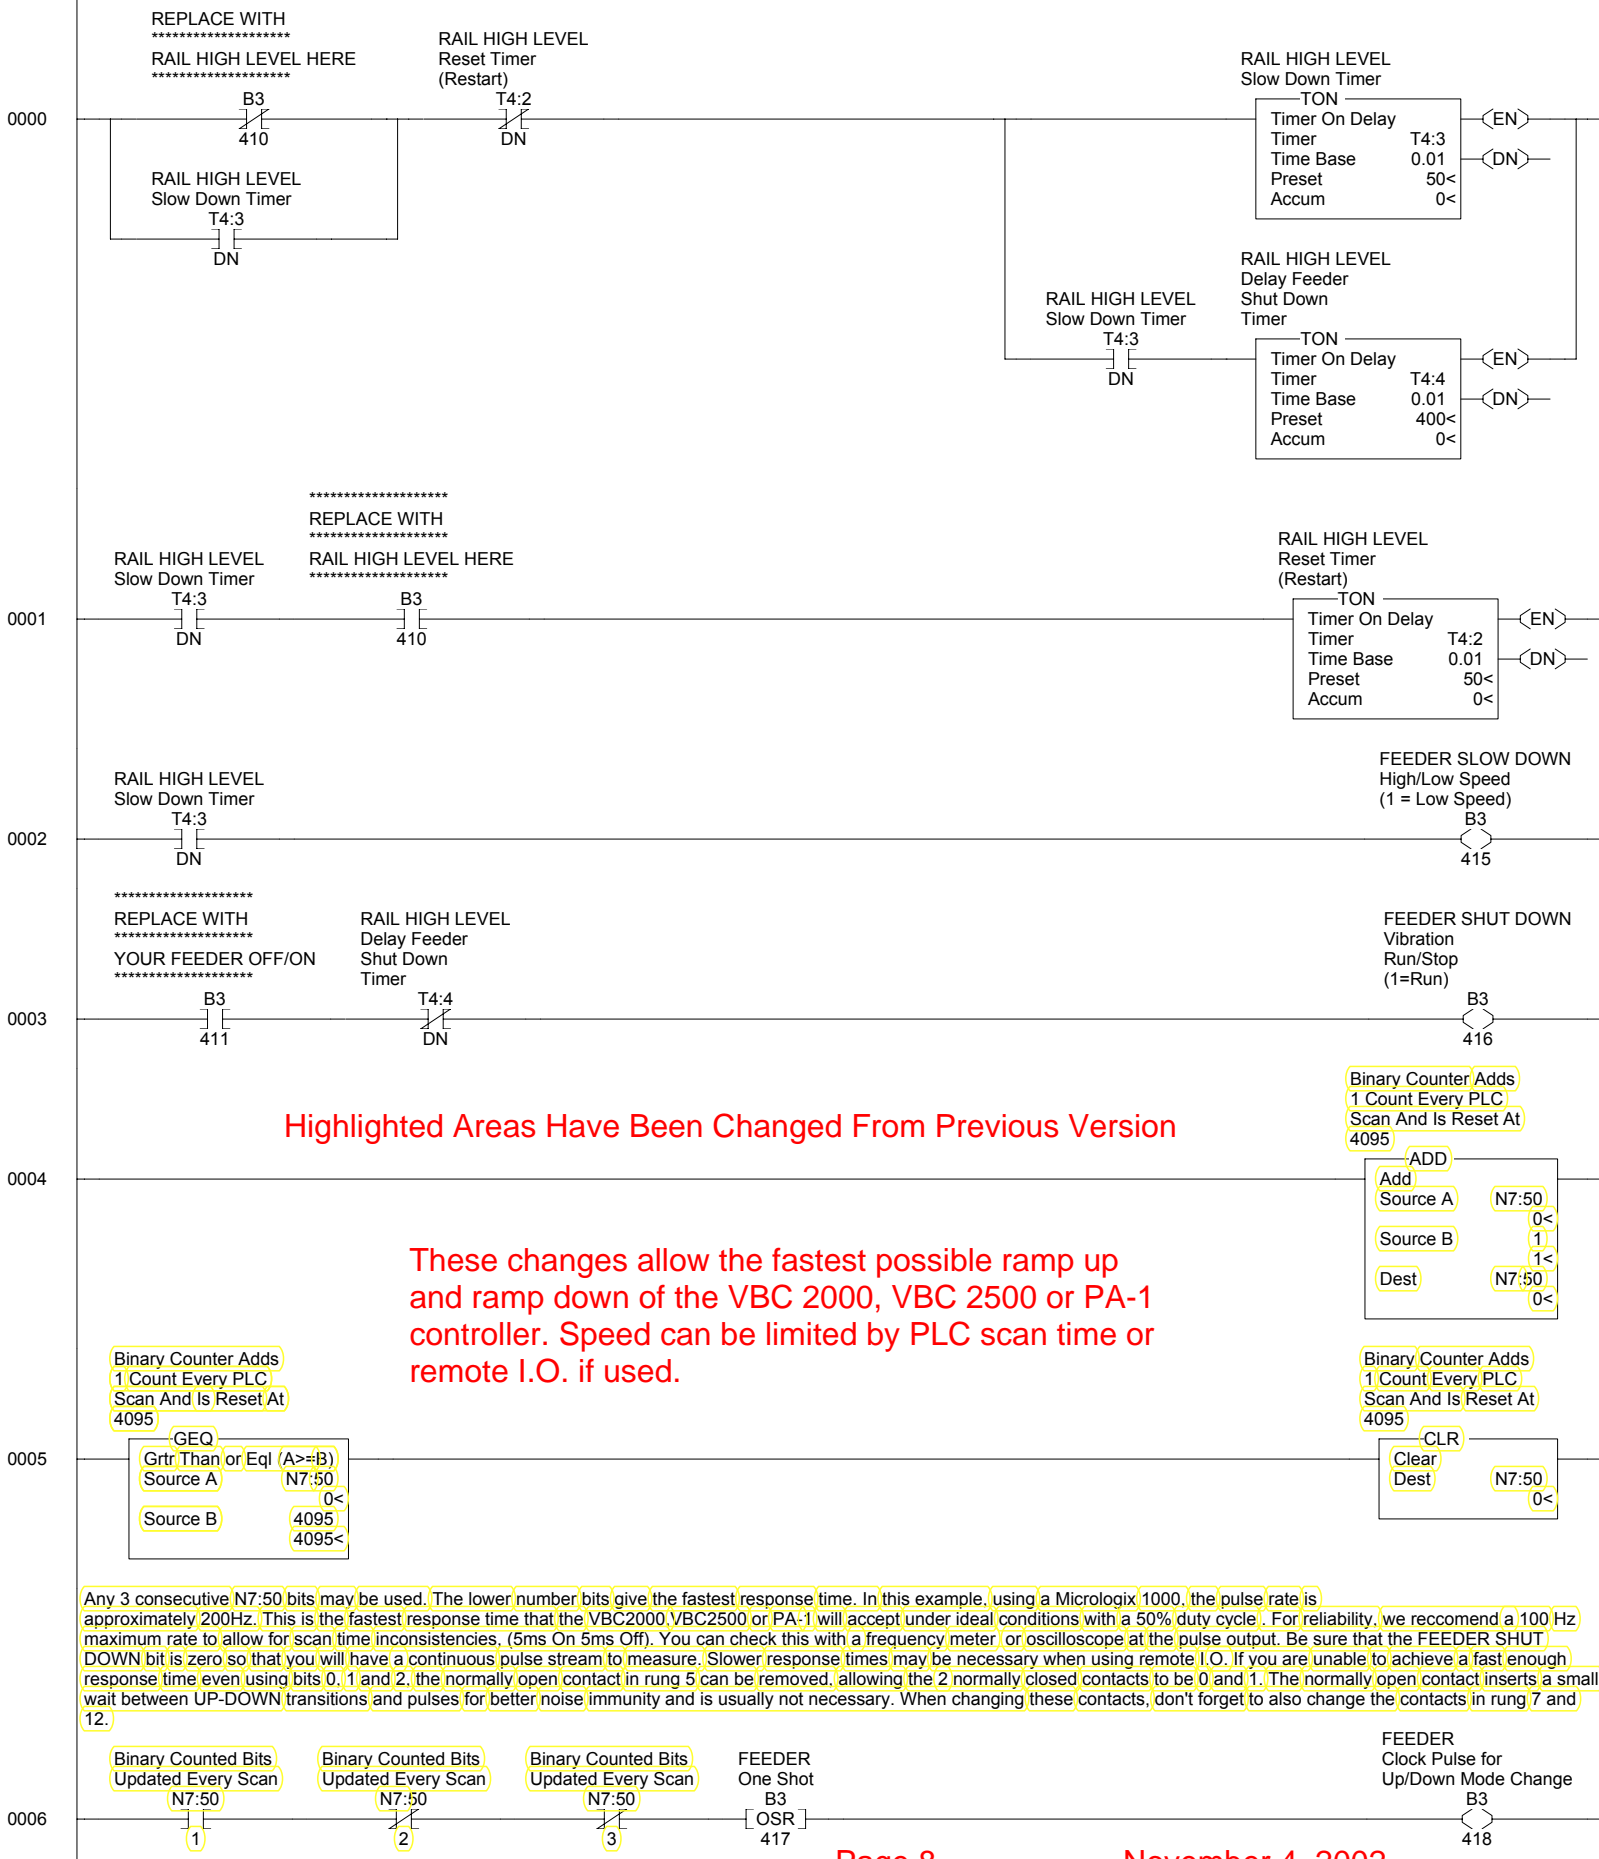 REPLACE WITH
********************
RAIL HIGH LEVEL HERE
********************
B3
410
RAIL HIGH LEVEL
Reset Timer
(Restart)
T4:2
DN
RAIL HIGH LEVEL
Slow Down Timer
TON
Timer On Delay
Timer T4:3
Time Base 0.01
Preset 50<
Accum 0<
EN
DN
0000
RAIL HIGH LEVEL
Slow Down Timer
T4:3
DN
RAIL HIGH LEVEL
Slow Down Timer
T4:3
DN
RAIL HIGH LEVEL
Delay Feeder
Shut Down
Timer
TON
Timer On Delay
Timer T4:4
Time Base 0.01
Preset 400<
Accum 0<
EN
DN
0001
RAIL HIGH LEVEL
Slow Down Timer
T4:3
DN
********************
REPLACE WITH
********************
RAIL HIGH LEVEL HERE
********************
B3
410
RAIL HIGH LEVEL
Reset Timer
(Restart)
TON
Timer On Delay
Timer T4:2
Time Base 0.01
Preset 50<
Accum 0<
EN
DN
0002
RAIL HIGH LEVEL
Slow Down Timer
T4:3
DN
FEEDER SLOW DOWN
High/Low Speed
(1 = Low Speed)
B3
415
0003
********************
REPLACE WITH
********************
YOUR FEEDER OFF/ON
********************
B3
411
RAIL HIGH LEVEL
Delay Feeder
Shut Down
Timer
T4:4
DN
FEEDER SHUT DOWN
Vibration
Run/Stop
(1=Run)
B3
416
Highlighted Areas Have Been Changed From Previous Version
0004
Binary Counter Adds
1 Count Every PLC
Scan And Is Reset At
4095
ADD
Add
Source A N7:50
0<
Source B 1
1<
Dest N7:50
0<
These changes allow the fastest possible ramp up
and ramp down of the VBC 2000, VBC 2500 or PA-1
controller. Speed can be limited by PLC scan time or
remote I.O. if used.
0005
Binary Counter Adds
1 Count Every PLC
Scan And Is Reset At
4095
GEQ
Grtr Than or Eql (A>=B)
Source A N7:50
0<
Source B 4095
4095<
Binary Counter Adds
1 Count Every PLC
Scan And Is Reset At
4095
CLR
Clear
Dest N7:50
0<
Any 3 consecutive N7:50 bits may be used. The lower number bits give the fastest response time. In this example, using a Micrologix 1000, the pulse rate is
approximately 200Hz. This is the fastest response time that the VBC2000,VBC2500 or PA-1 will accept under ideal conditions with a 50% duty cycle . For reliability, we reccomend a 100 Hz
maximum rate to allow for scan time inconsistencies, (5ms On 5ms Off). You can check this with a frequency meter or oscilloscope at the pulse output. Be sure that the FEEDER SHUT
DOWN bit is zero so that you will have a continuous pulse stream to measure. Slower response times may be necessary when using remote I.O. If you are unable to achieve a fast enough
response time even using bits 0, 1 and 2, the normally open contact in rung 5 can be removed, allowing the 2 normally closed contacts to be 0 and 1. The normally open contact inserts a small
wait between UP-DOWN transitions and pulses for better noise immunity and is usually not necessary. When changing these contacts, don't forget to also change the contacts in rung 7 and
12.
0006
Binary Counted Bits
Updated Every Scan
N7:50
1
Binary Counted Bits
Updated Every Scan
N7:50
2
Binary Counted Bits
Updated Every Scan
N7:50
3
FEEDER
One Shot
B3
OSR
417
FEEDER
Clock Pulse for
Up/Down Mode Change
B3
418
Page 8
November 4, 2002